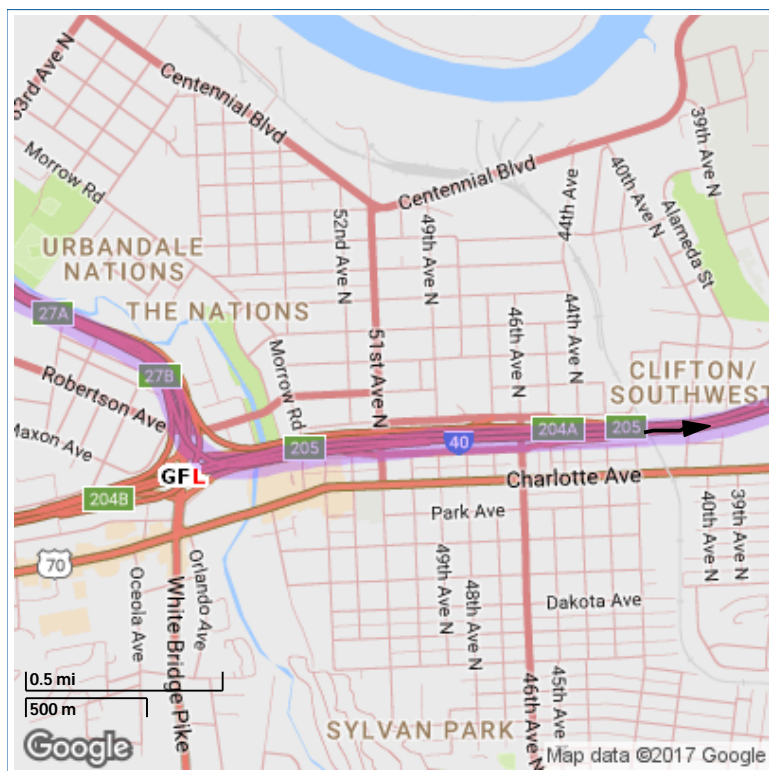 Centennial Blvd
53rd Ave N
Morrow Rd
39th Ave N
40th Ave N
44th Ave
Centennial Blvd
Alameda St
52nd Ave N
49th Ave N
URBANDALE
NATIONS
THE NATIONS
27A
51st Ave N
46th Ave N
44th Ave N
Morrow Rd
27B
CLIFTON/
SOUTHWEST
Robertson Ave
Maxon Ave
204A
205
40
205
GFL
204B
Charlotte Ave
Park Ave
70
39th Ave N
40th Ave N
49th Ave N
48th Ave N
Orlando Ave
Oceola Ave
White Bridge Pike
Dakota Ave
46th Ave N
45th Ave
0.5 mi
500 m
SYLVAN PARK
Google
Map data ©2017 Google